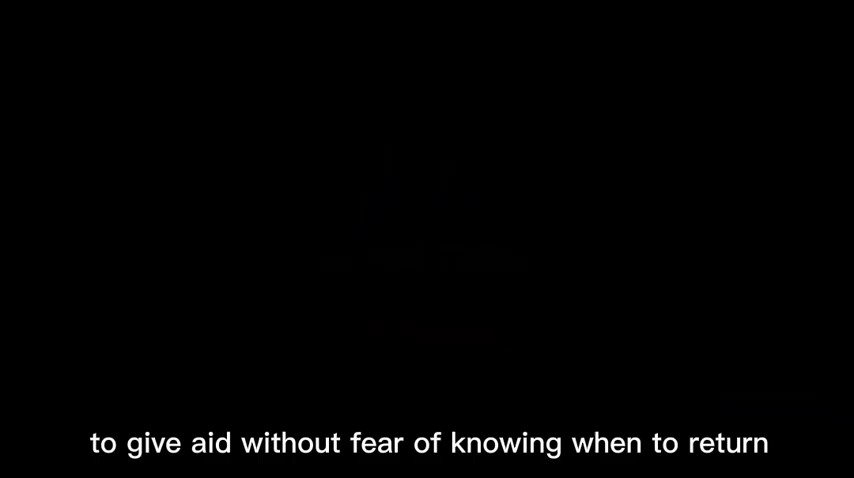 to give aid without fear of knowing when to return